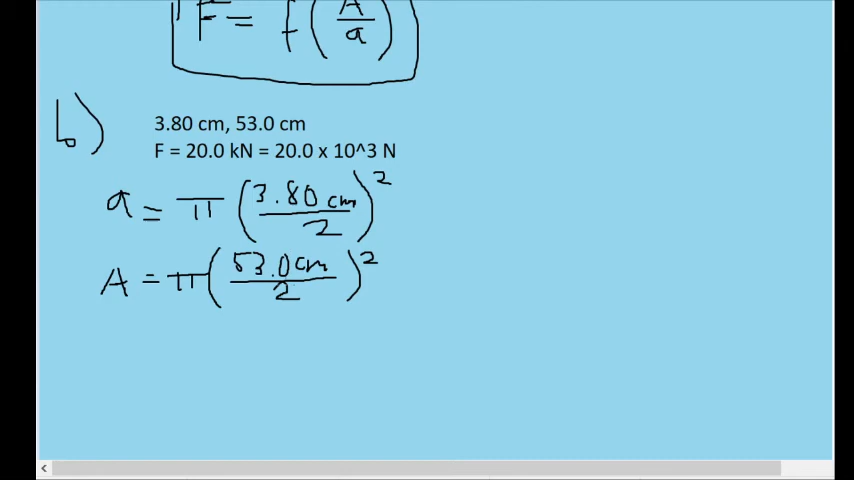 F = f(A/a)
b)
3.80 cm, 53.0 cm
F = 20.0 kN = 20.0 x 10^3 N
a = π(3.80 cm/2)²
A = π(53.0 cm/2)²